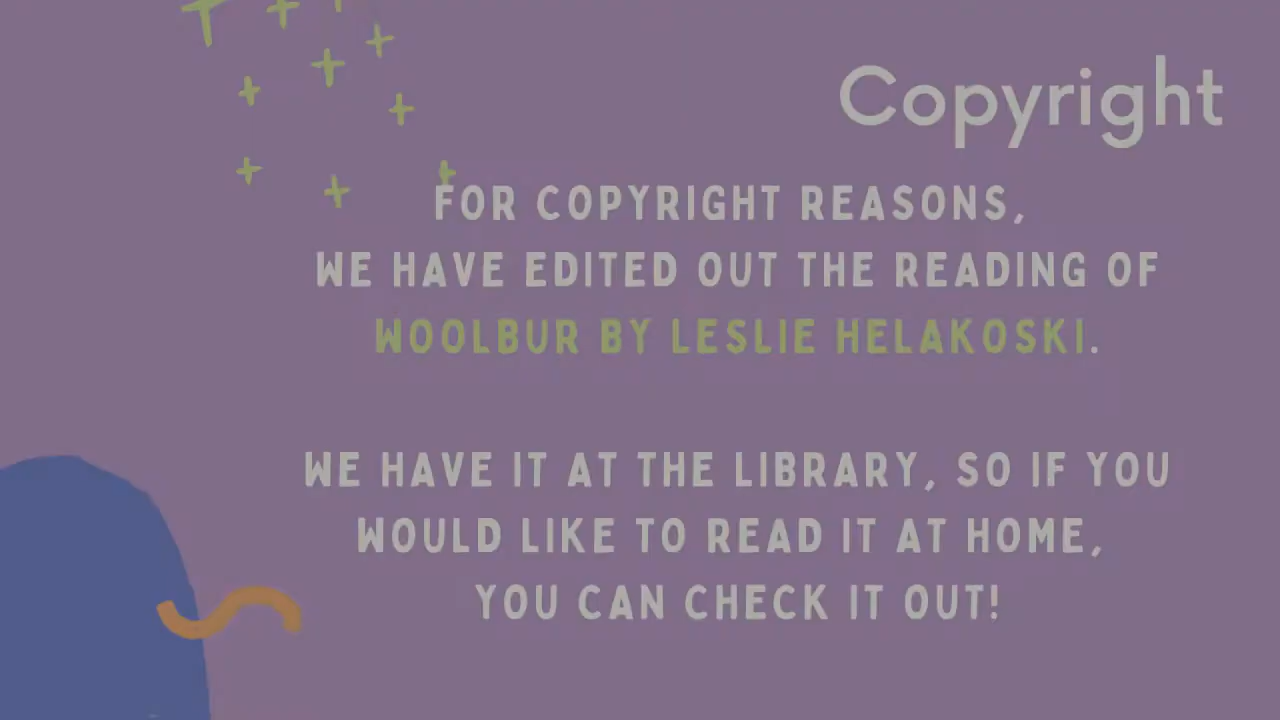 Copyright
FOR COPYRIGHT REASONS,
WE HAVE EDITED OUT THE READING OF
WOOLBUR BY LESLIE HELAKOSKI.
WE HAVE IT AT THE LIBRARY, SO IF YOU
WOULD LIKE TO READ IT AT HOME,
YOU CAN CHECK IT OUT!